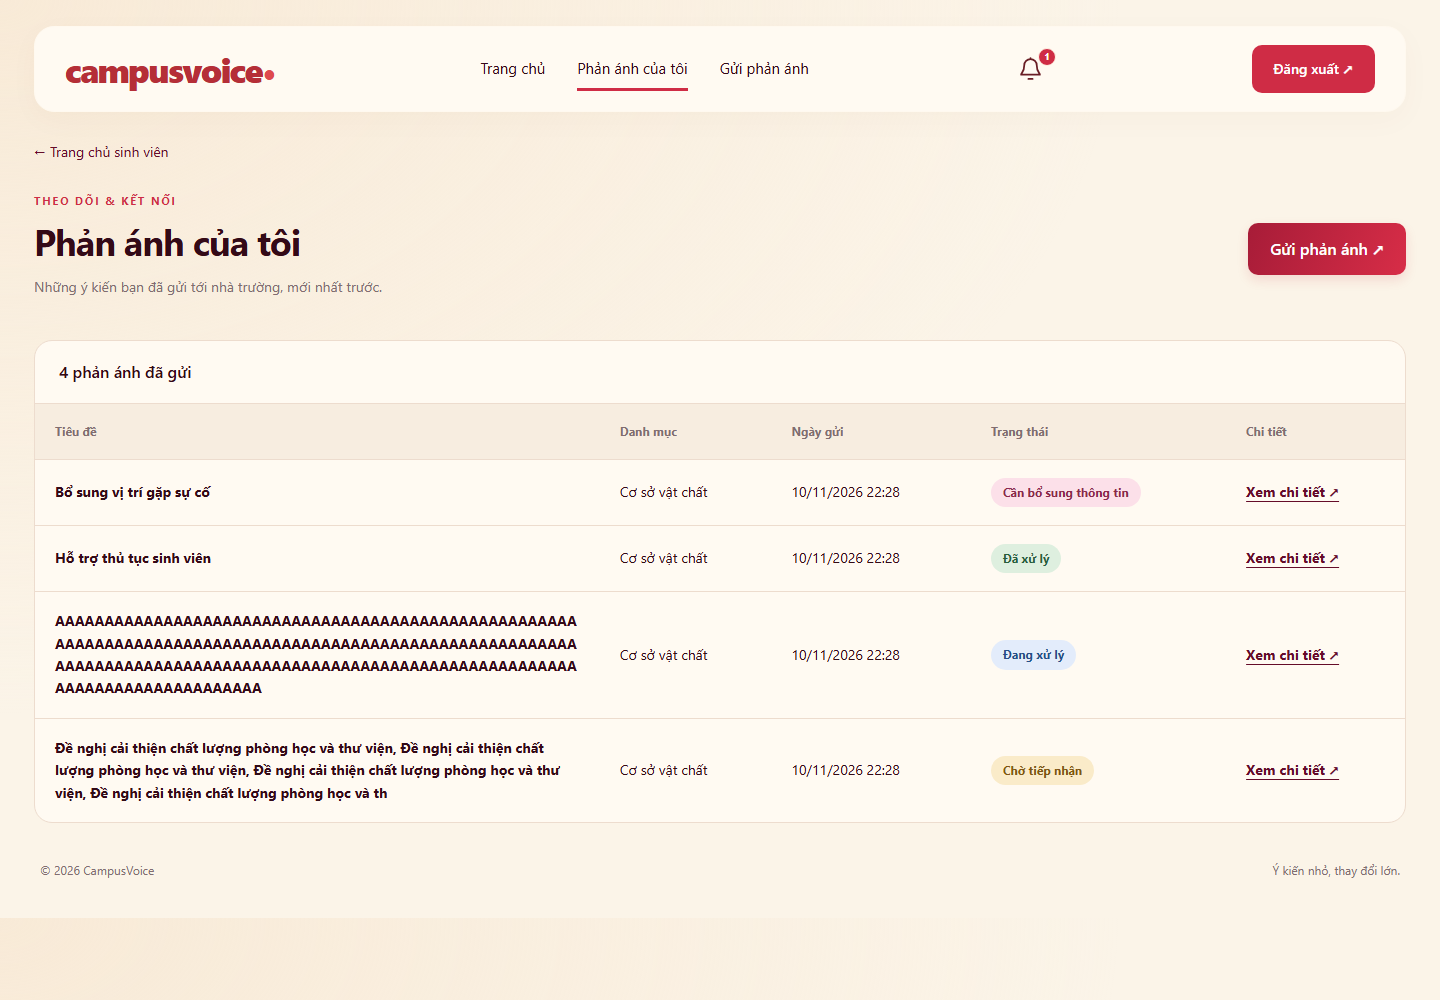 campusvoice
Trang chủ
Phản ánh của tôi
Gửi phản ánh
1
Đăng xuất ↗
← Trang chủ sinh viên
THEO DÕI & KẾT NỐI
Phản ánh của tôi
Những ý kiến bạn đã gửi tới nhà trường, mới nhất trước.
Gửi phản ánh ↗
4 phản ánh đã gửi
Tiêu đề Danh mục Ngày gửi Trạng thái Chi tiết
Bổ sung vị trí gặp sự cố Cơ sở vật chất 10/11/2026 22:28 Cần bổ sung thông tin Xem chi tiết ↗
Hỗ trợ thủ tục sinh viên Cơ sở vật chất 10/11/2026 22:28 Đã xử lý Xem chi tiết ↗
AAAAAAAAAAAAAAAAAAAAAAAAAAAAAAAAAAAAAAAAAAAAAAAAAAAAA
AAAAAAAAAAAAAAAAAAAAAAAAAAAAAAAAAAAAAAAAAAAAAAAAAAAAA
AAAAAAAAAAAAAAAAAAAAAAAAAAAAAAAAAAAAAAAAAAAAAAAAAAAAA
AAAAAAAAAAAAAAAAAAAAA
Cơ sở vật chất 10/11/2026 22:28 Đang xử lý Xem chi tiết ↗
Đề nghị cải thiện chất lượng phòng học và thư viện, Đề nghị cải thiện chất
lượng phòng học và thư viện, Đề nghị cải thiện chất lượng phòng học và thư
viện, Đề nghị cải thiện chất lượng phòng học và th
Cơ sở vật chất 10/11/2026 22:28 Chờ tiếp nhận Xem chi tiết ↗
© 2026 CampusVoice
Ý kiến nhỏ, thay đổi lớn.